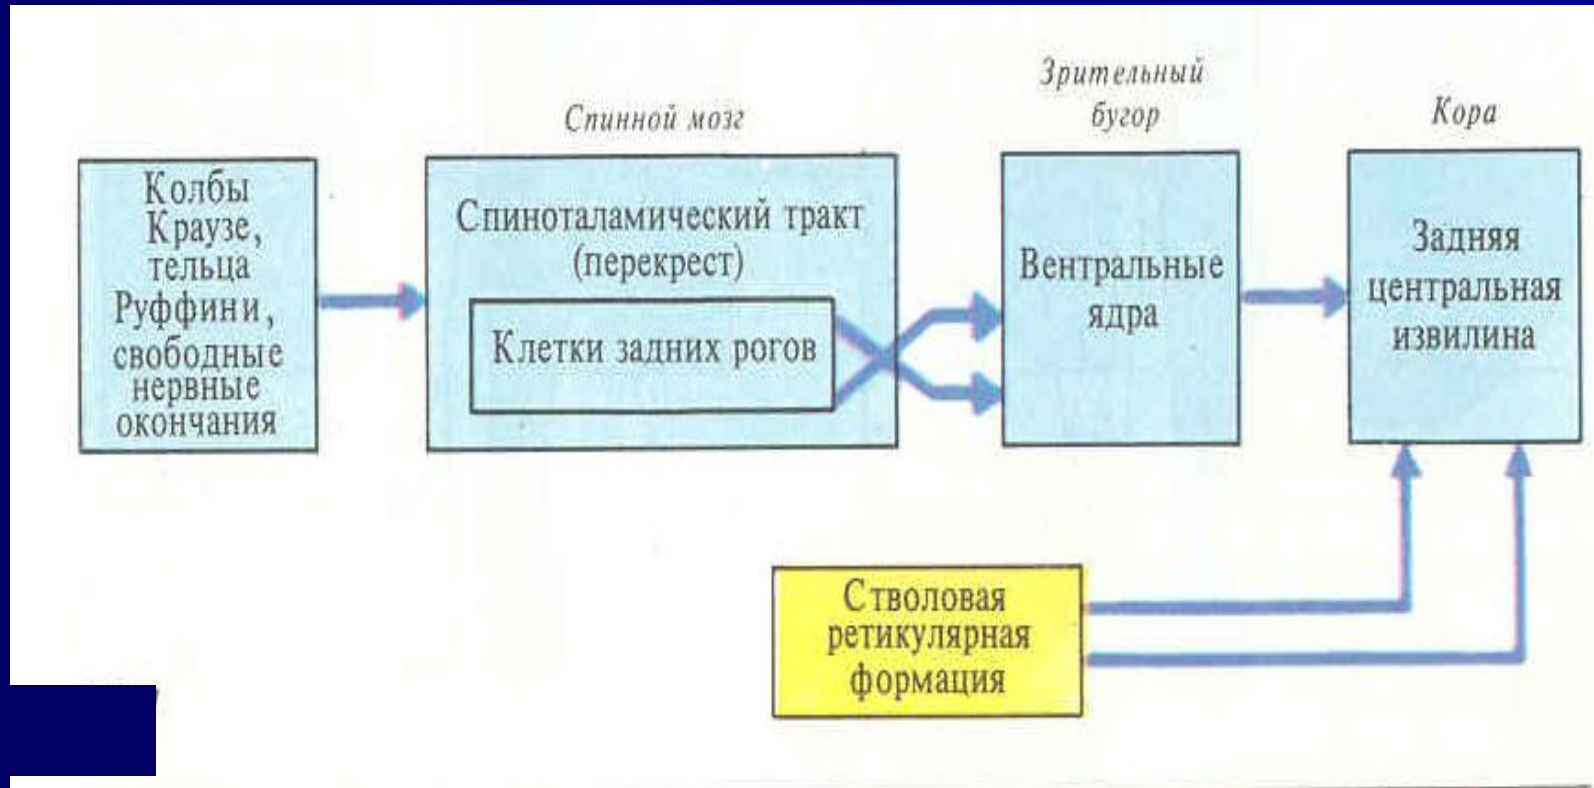 Спинной мозг
Зрительный
бугор
Кора
Колбы
Краузе,
тельца
Руффини,
свободные
нервные
окончания
Спиноталамический тракт
(перекрест)
Клетки задних рогов
Вентральные
ядра
Задняя
центральная
извилина
Стволовая
ретикулярная
формация